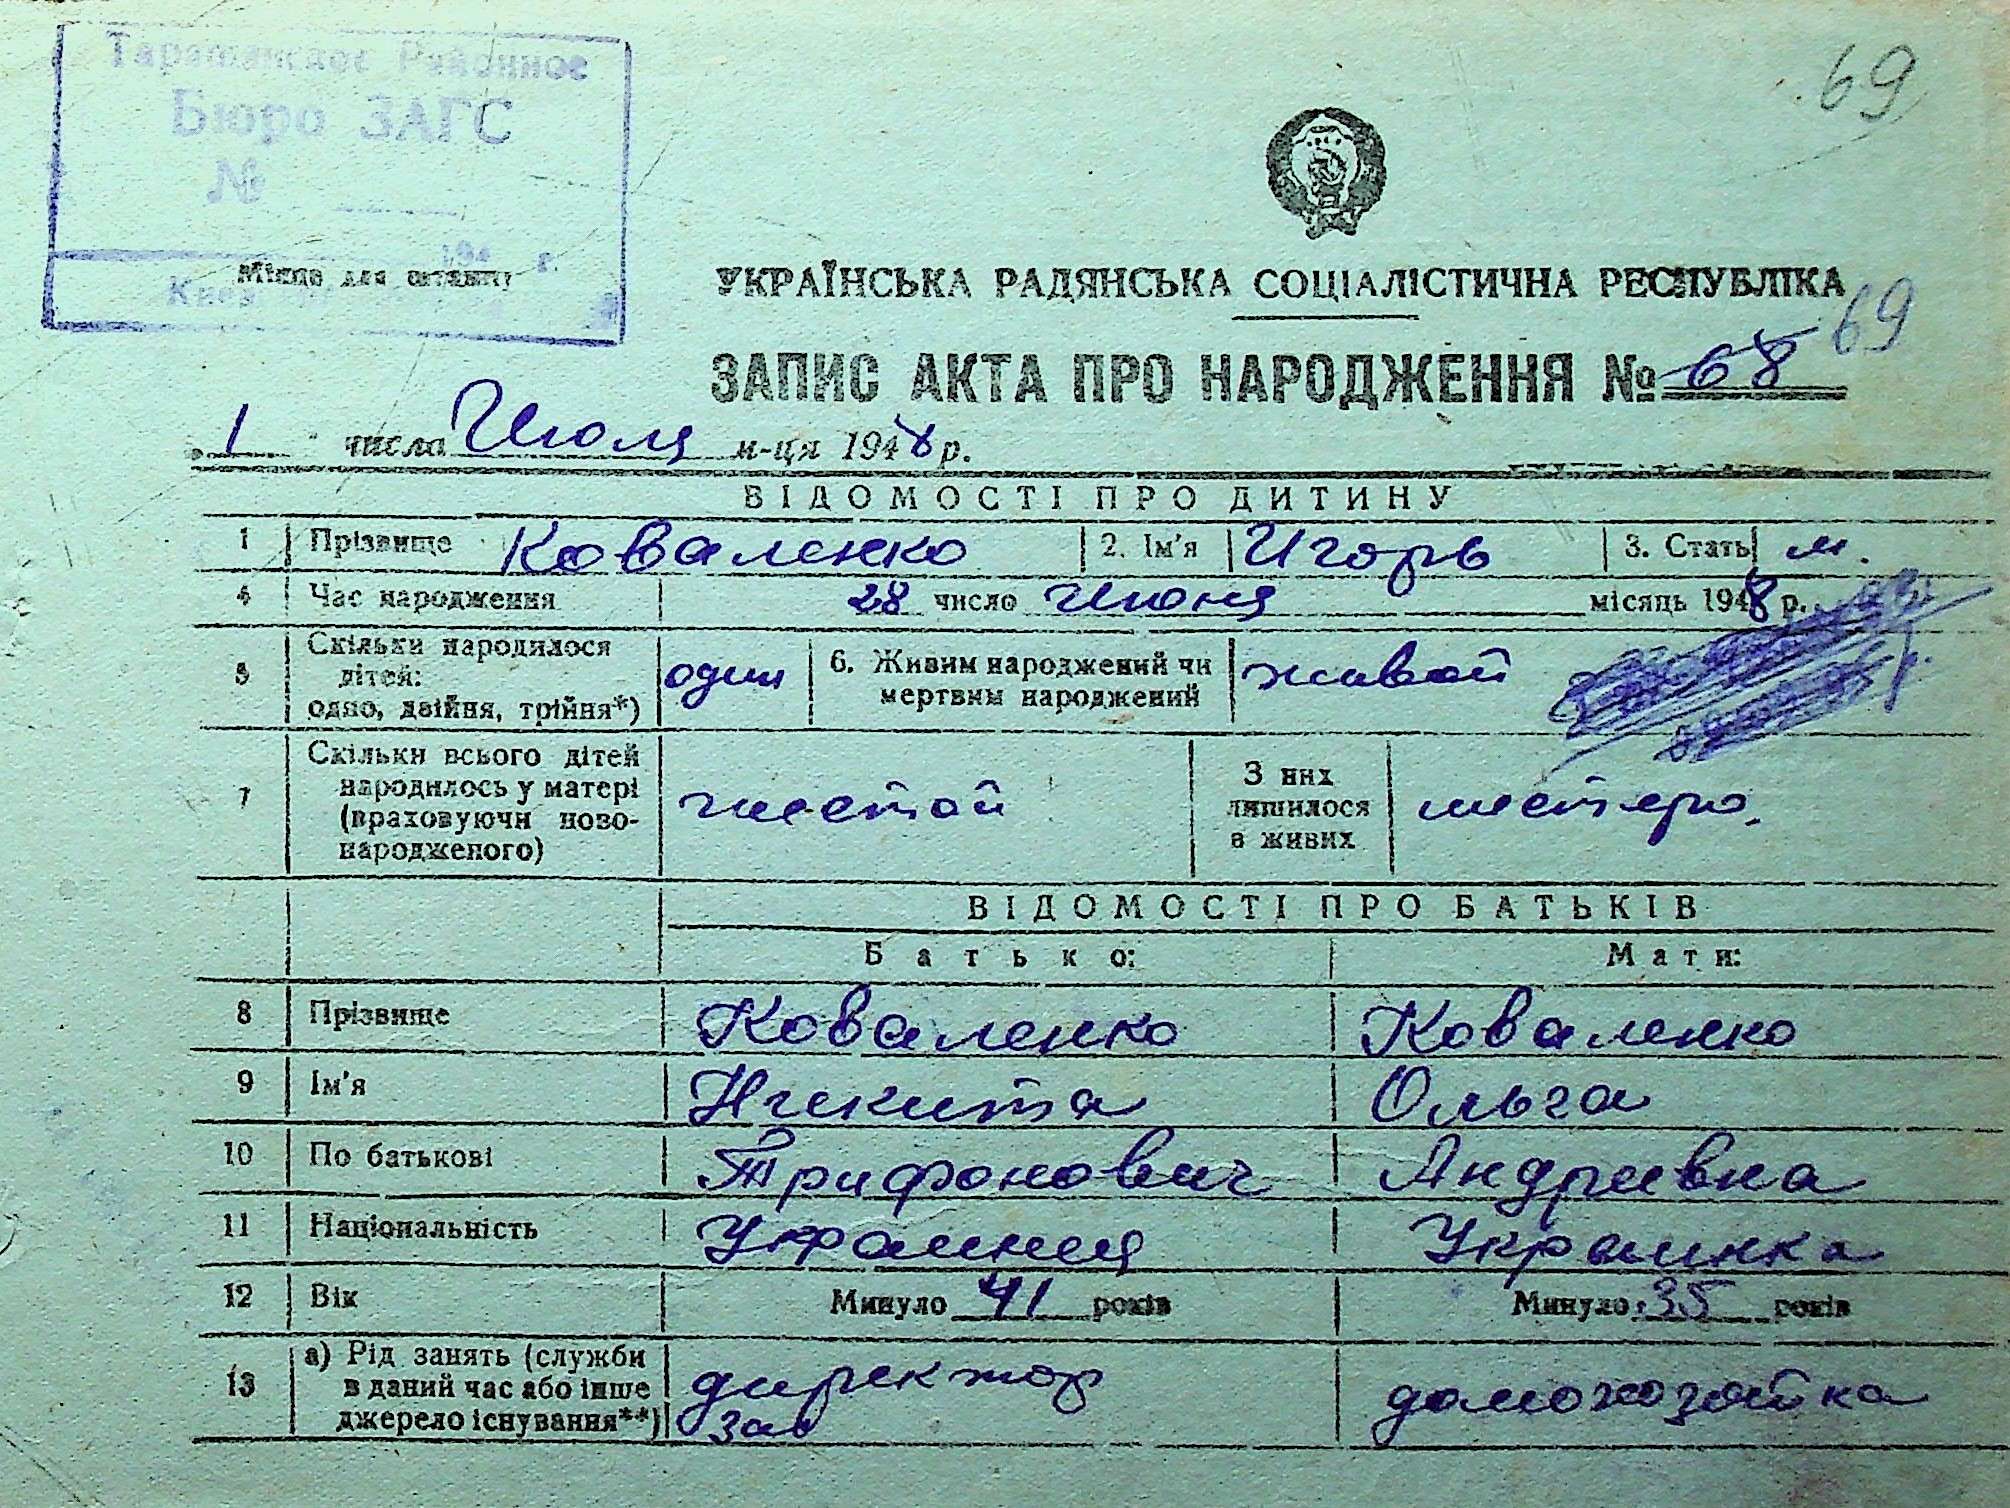 69
Таращанское Районное
Бюро ЗАГС
№
194 г.
Місце для штампу
УКРАЇНСЬКА РАДЯНСЬКА СОЦІАЛІСТИЧНА РЕСПУБЛІКА
ЗАПИС АКТА ПРО НАРОДЖЕННЯ № 68 69
1 числа Июля м-ця 1948 р.
ВІДОМОСТІ ПРО ДИТИНУ
1 Прізвище Коваленко 2. Ім'я Игорь 3. Стать м.
4 Час народження 28 число Июня місяць 1948 р.
5 Скільки народилося дітей: одно, двійня, трійня*) один 6. Живим народжений чи мертвим народжений живой
7 Скільки всього дітей народилось у матері (враховуючи ново-народженого) шестой З них лишилося в живих шестеро.
ВІДОМОСТІ ПРО БАТЬКІВ
Батько: Мати:
8 Прізвище Коваленко Коваленко
9 Ім'я Никита Ольга
10 По батькові Трифонович Андреевна
11 Національність Украинец Украинка
12 Вік Минуло 41 років Минуло 35 років
13 а) Рід занять (служби в даний час або інше джерело існування**) директор зав домохозяйка